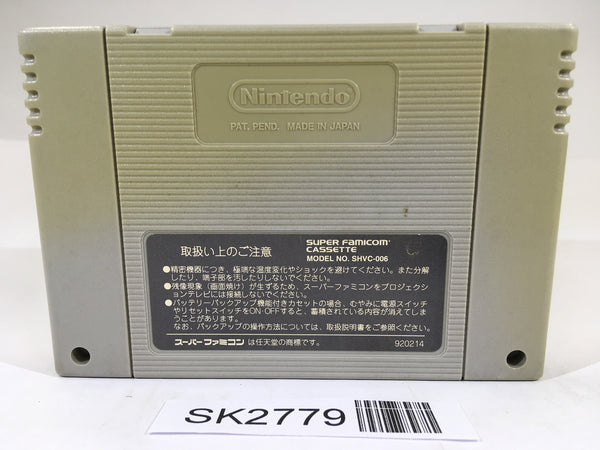 Nintendo
PAT. PEND. MADE IN JAPAN
取扱い上のご注意
SUPER FAMICOM
CASSETTE
MODEL NO. SHVC-006
●精密機器につき、極端な温度変化やショックを避けてください。また分解
したり、端子部を汚したりしないでください。
●残像現象（画面焼け）が生ずるため、スーパーファミコンをプロジェクシ
ョンテレビには接続しないでください。
●バッテリーバックアップ機能付きカセットの場合、むやみに電源スイッチ
やリセットスイッチをON・OFFすると、蓄積されている内容が消えてしま
うことがあります。
なお、バックアップの操作方法については、取扱説明書をご参照ください。
スーパーファミコン は任天堂の商標です。
920214
SK2779